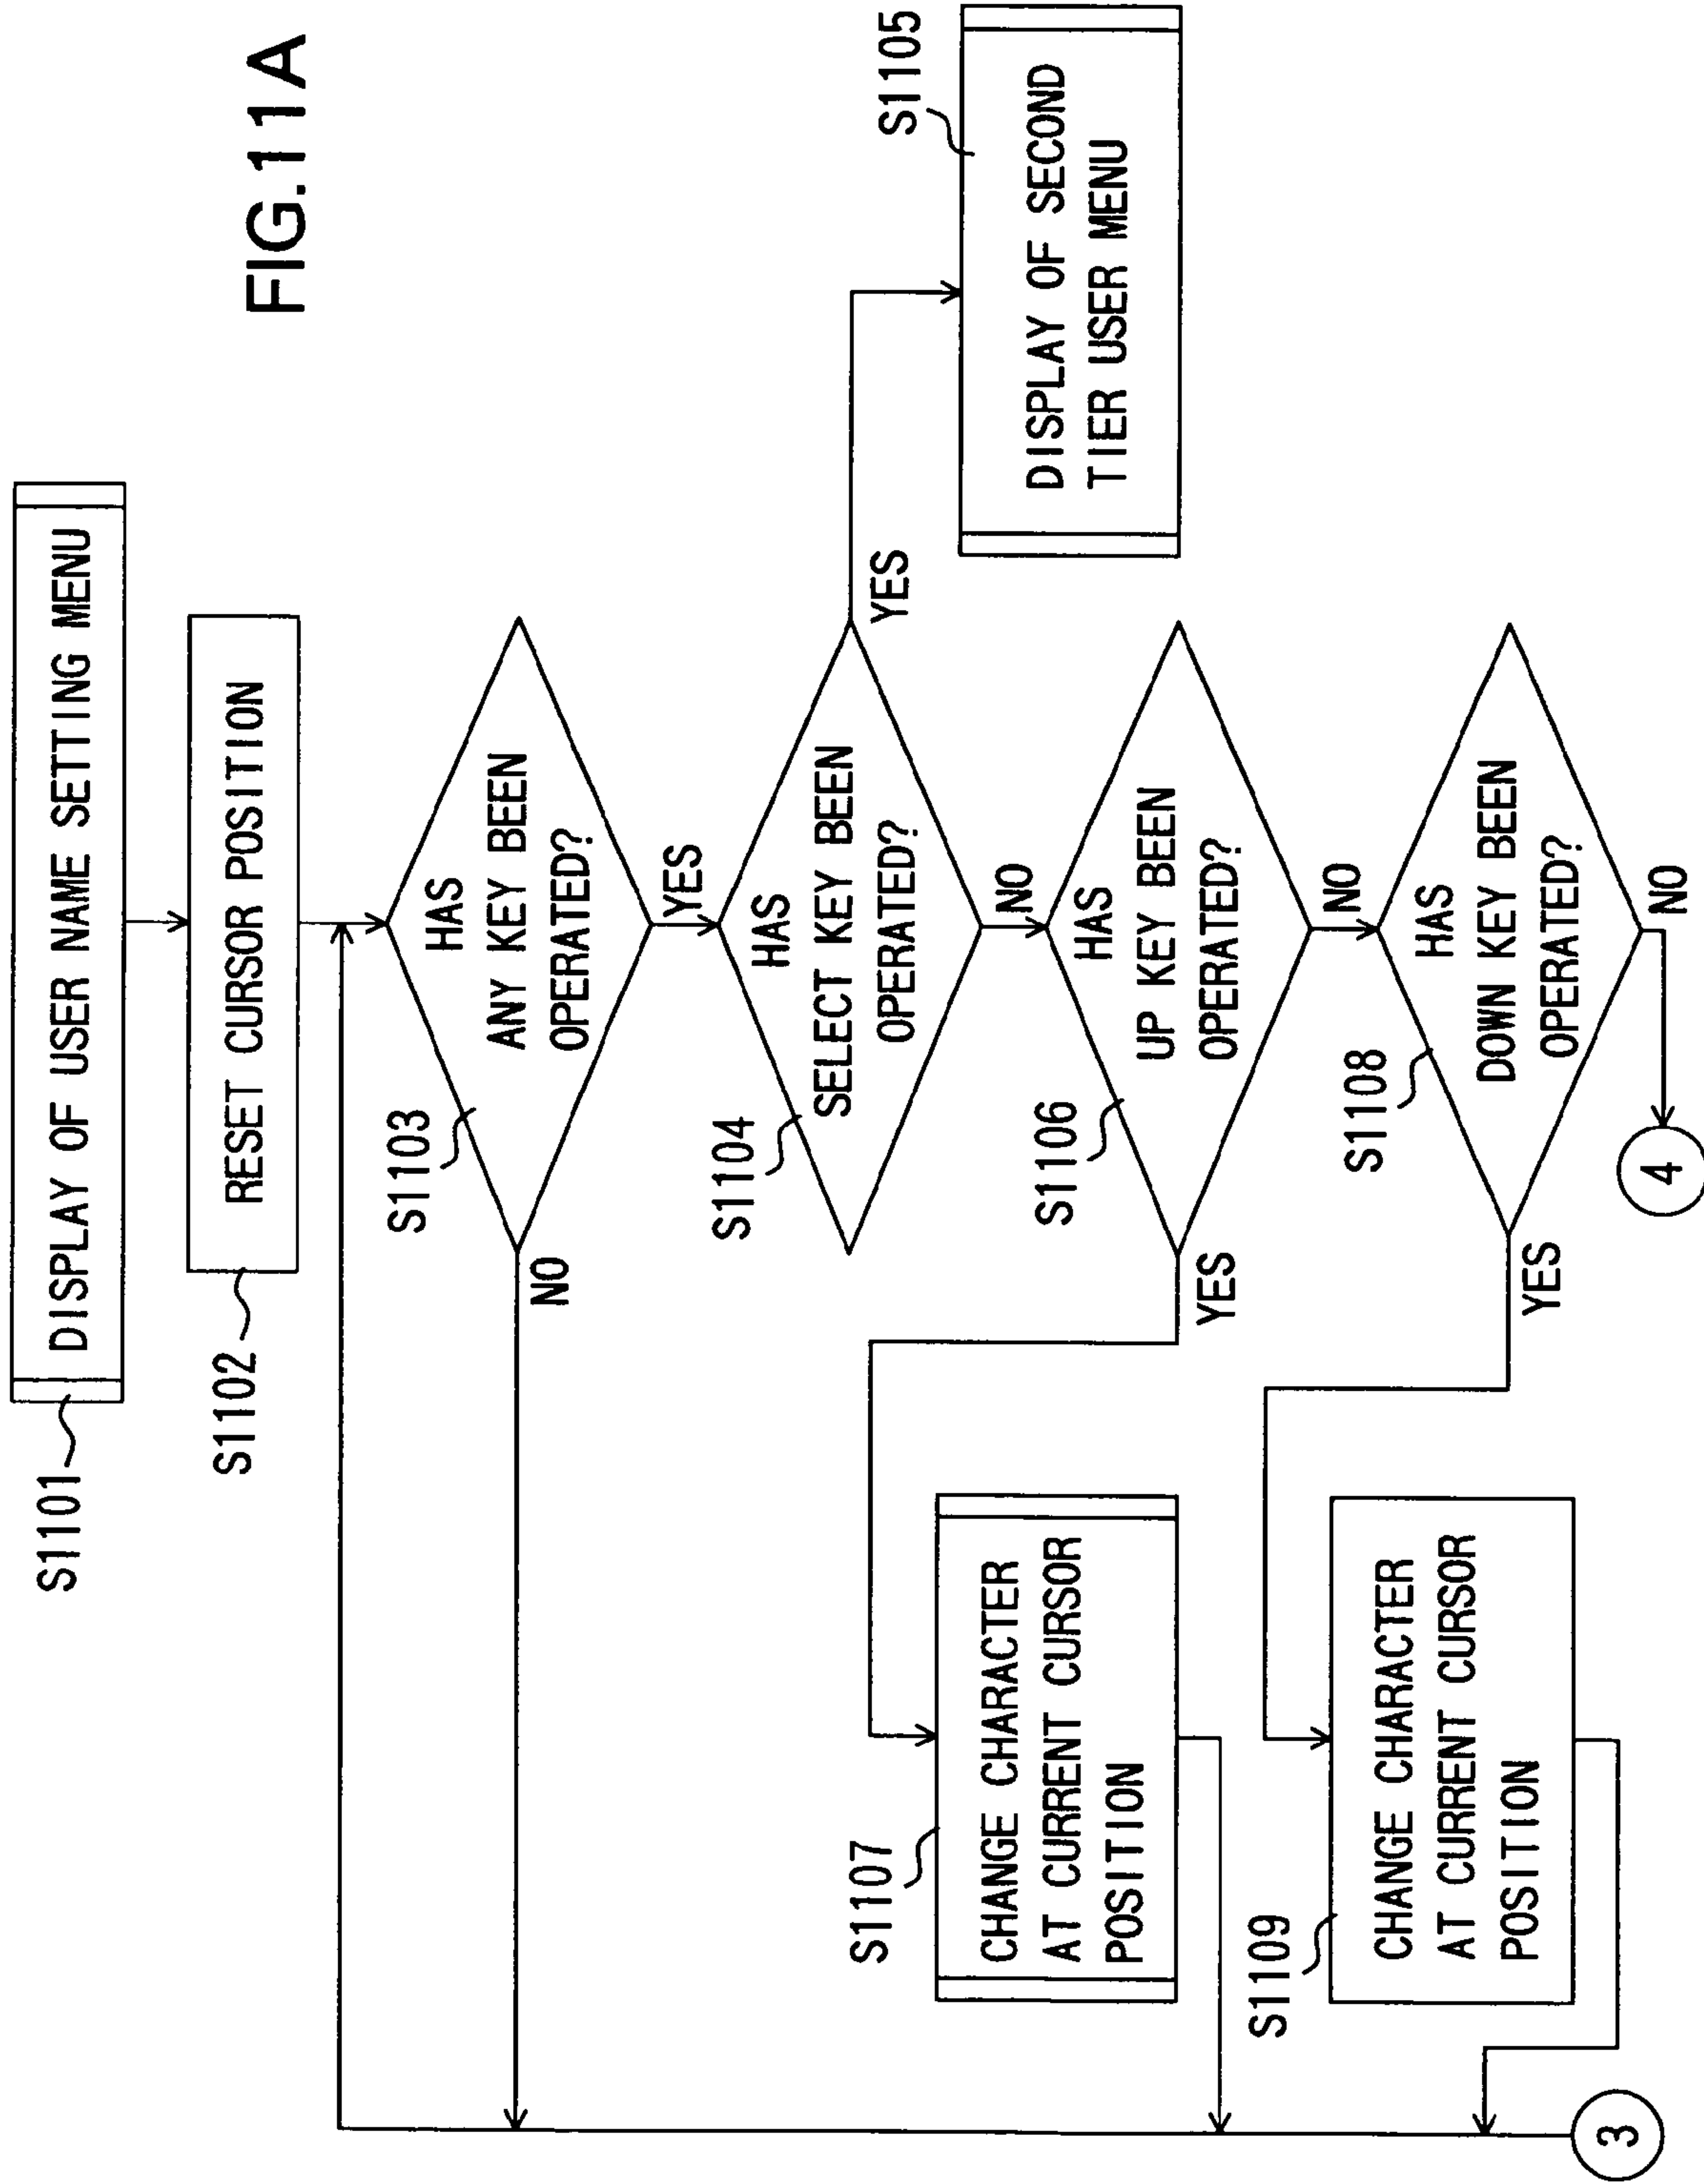 FIG.11A
S1101
DISPLAY OF USER NAME SETTING MENU
S1102
RESET CURSOR POSITION
S1103
HAS
ANY KEY BEEN
OPERATED?
NO
YES
S1104
HAS
SELECT KEY BEEN
OPERATED?
YES
NO
S1105
DISPLAY OF SECOND
TIER USER MENU
S1106
HAS
UP KEY BEEN
OPERATED?
YES
NO
S1107
CHANGE CHARACTER
AT CURRENT CURSOR
POSITION
S1108
HAS
DOWN KEY BEEN
OPERATED?
YES
NO
S1109
CHANGE CHARACTER
AT CURRENT CURSOR
POSITION
3
4